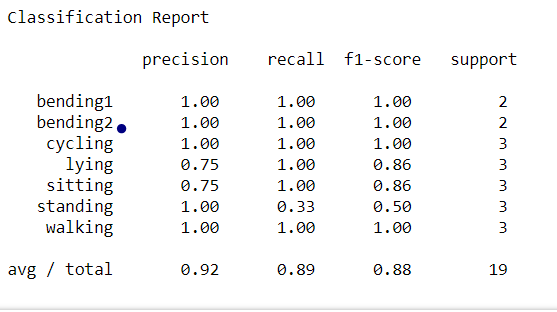 Classification Report
precision recall f1-score support
bending1 1.00 1.00 1.00 2
bending2 1.00 1.00 1.00 2
cycling 1.00 1.00 1.00 3
lying 0.75 1.00 0.86 3
sitting 0.75 1.00 0.86 3
standing 1.00 0.33 0.50 3
walking 1.00 1.00 1.00 3
avg / total 0.92 0.89 0.88 19